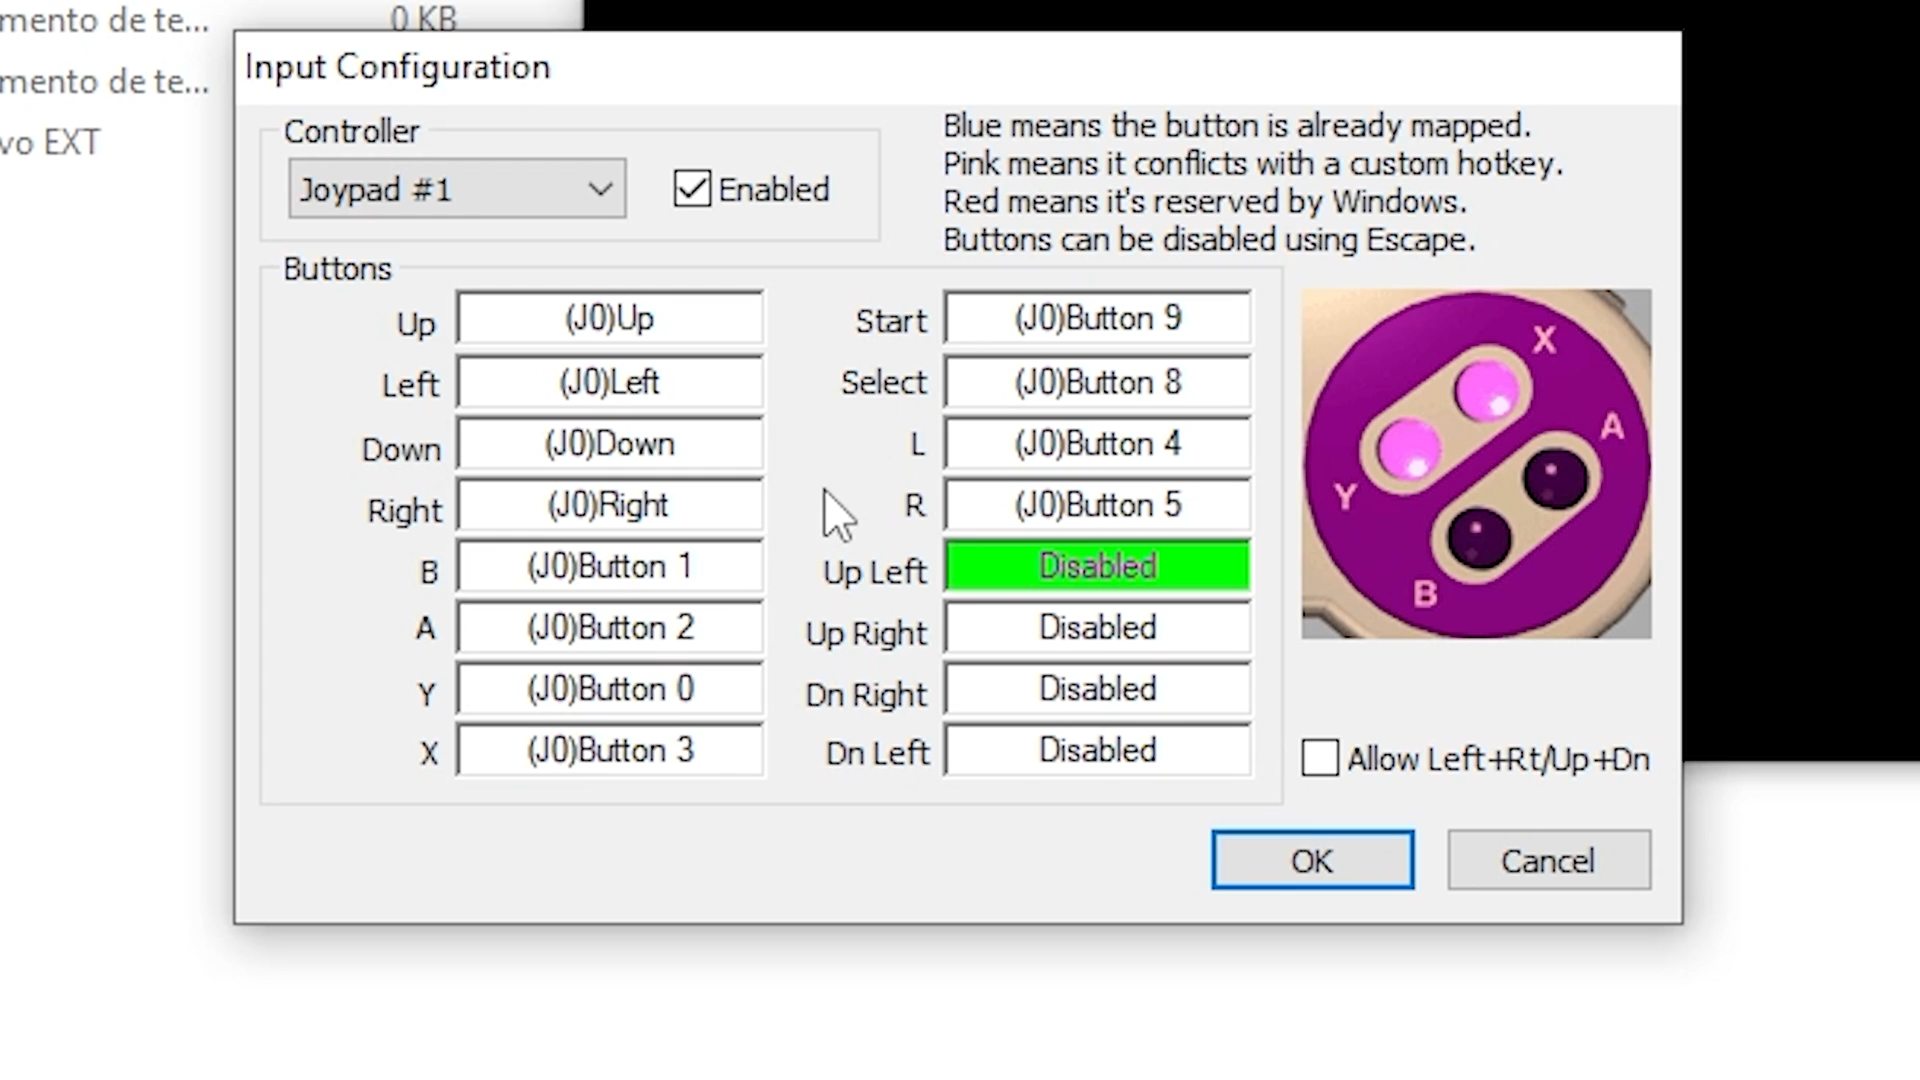 mento de te...
0 KB
mento de te...
vo EXT
Input Configuration
Controller
Joypad #1
Enabled
Blue means the button is already mapped.
Pink means it conflicts with a custom hotkey.
Red means it's reserved by Windows.
Buttons can be disabled using Escape.
Buttons
Up
(J0)Up
Left
(J0)Left
Down
(J0)Down
Right
(J0)Right
B
(J0)Button 1
A
(J0)Button 2
Y
(J0)Button 0
X
(J0)Button 3
Start
(J0)Button 9
Select
(J0)Button 8
L
(J0)Button 4
R
(J0)Button 5
Up Left
Disabled
Up Right
Disabled
Dn Right
Disabled
Dn Left
Disabled
X
A
Y
B
Allow Left+Rt/Up+Dn
OK
Cancel